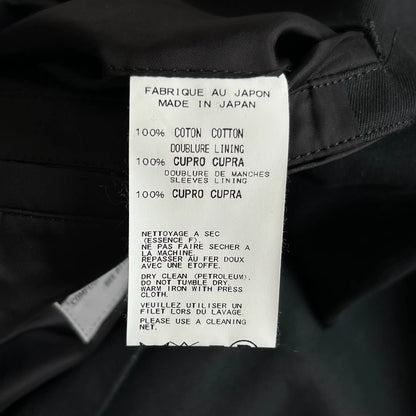 FABRIQUE AU JAPON
MADE IN JAPAN
100% COTON COTTON
DOUBLURE LINING
100% CUPRO CUPRA
DOUBLURE DE MANCHES
SLEEVES LINING
100% CUPRO CUPRA
NETTOYAGE A SEC
(ESSENCE F).
NE PAS FAIRE SECHER A
LA MACHINE.
REPASSER AU FER DOUX
AVEC UNE ETOFFE.
DRY CLEAN (PETROLEUM).
DO NOT TUMBLE DRY.
WARM IRON WITH PRESS
CLOTH.
VEUILLEZ UTILISER UN
FILET LORS DU LAVAGE.
PLEASE USE A CLEANING
NET.